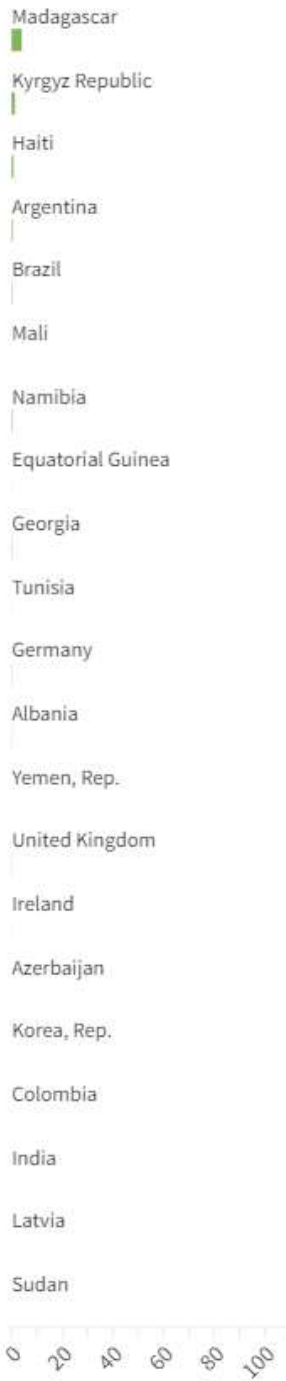 Madagascar
Kyrgyz Republic
Haiti
Argentina
Brazil
Mali
Namibia
Equatorial Guinea
Georgia
Tunisia
Germany
Albania
Yemen, Rep.
United Kingdom
Ireland
Azerbaijan
Korea, Rep.
Colombia
India
Latvia
Sudan
0 20 40 60 80 100